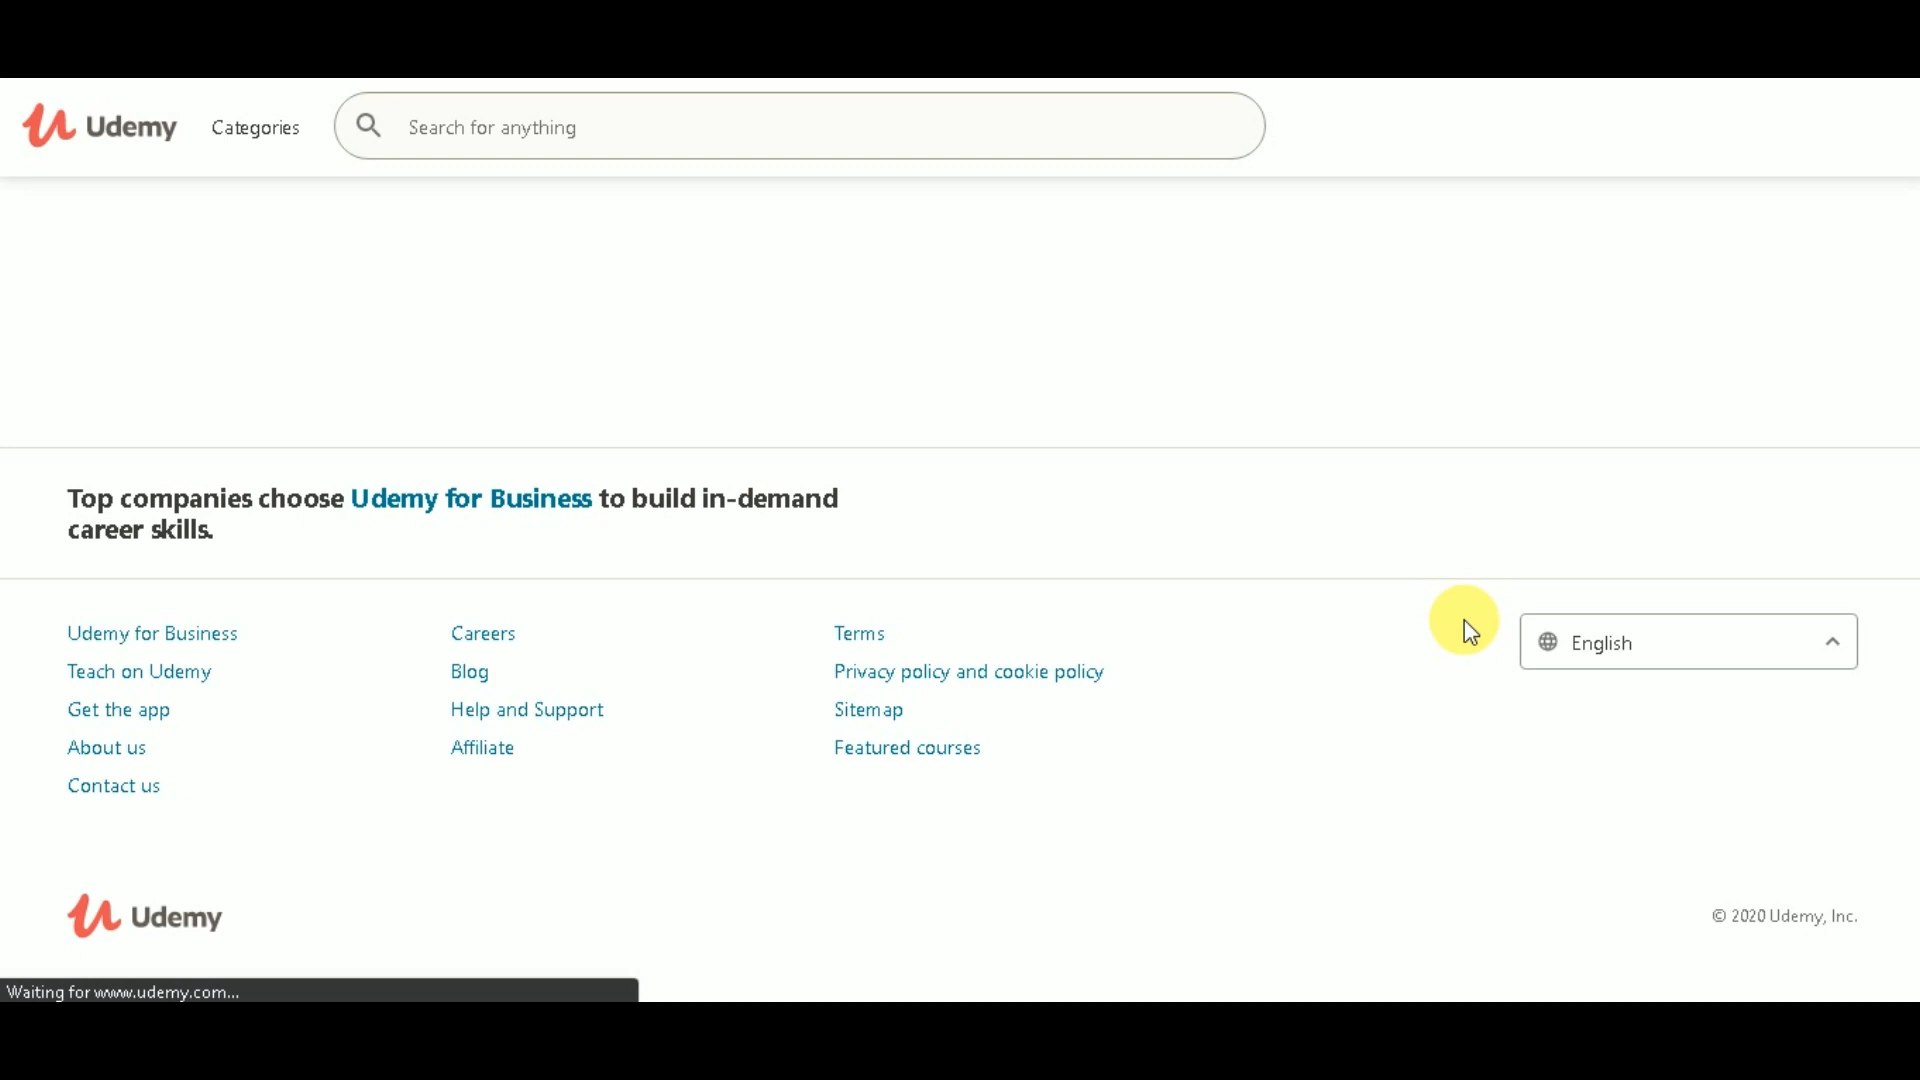 Udemy Categories Search for anything
Top companies choose Udemy for Business to build in-demand
career skills.
Udemy for Business
Teach on Udemy
Get the app
About us
Contact us
Careers
Blog
Help and Support
Affiliate
Terms
Privacy policy and cookie policy
Sitemap
Featured courses
English
Udemy
© 2020 Udemy, Inc.
Waiting for www.udemy.com...